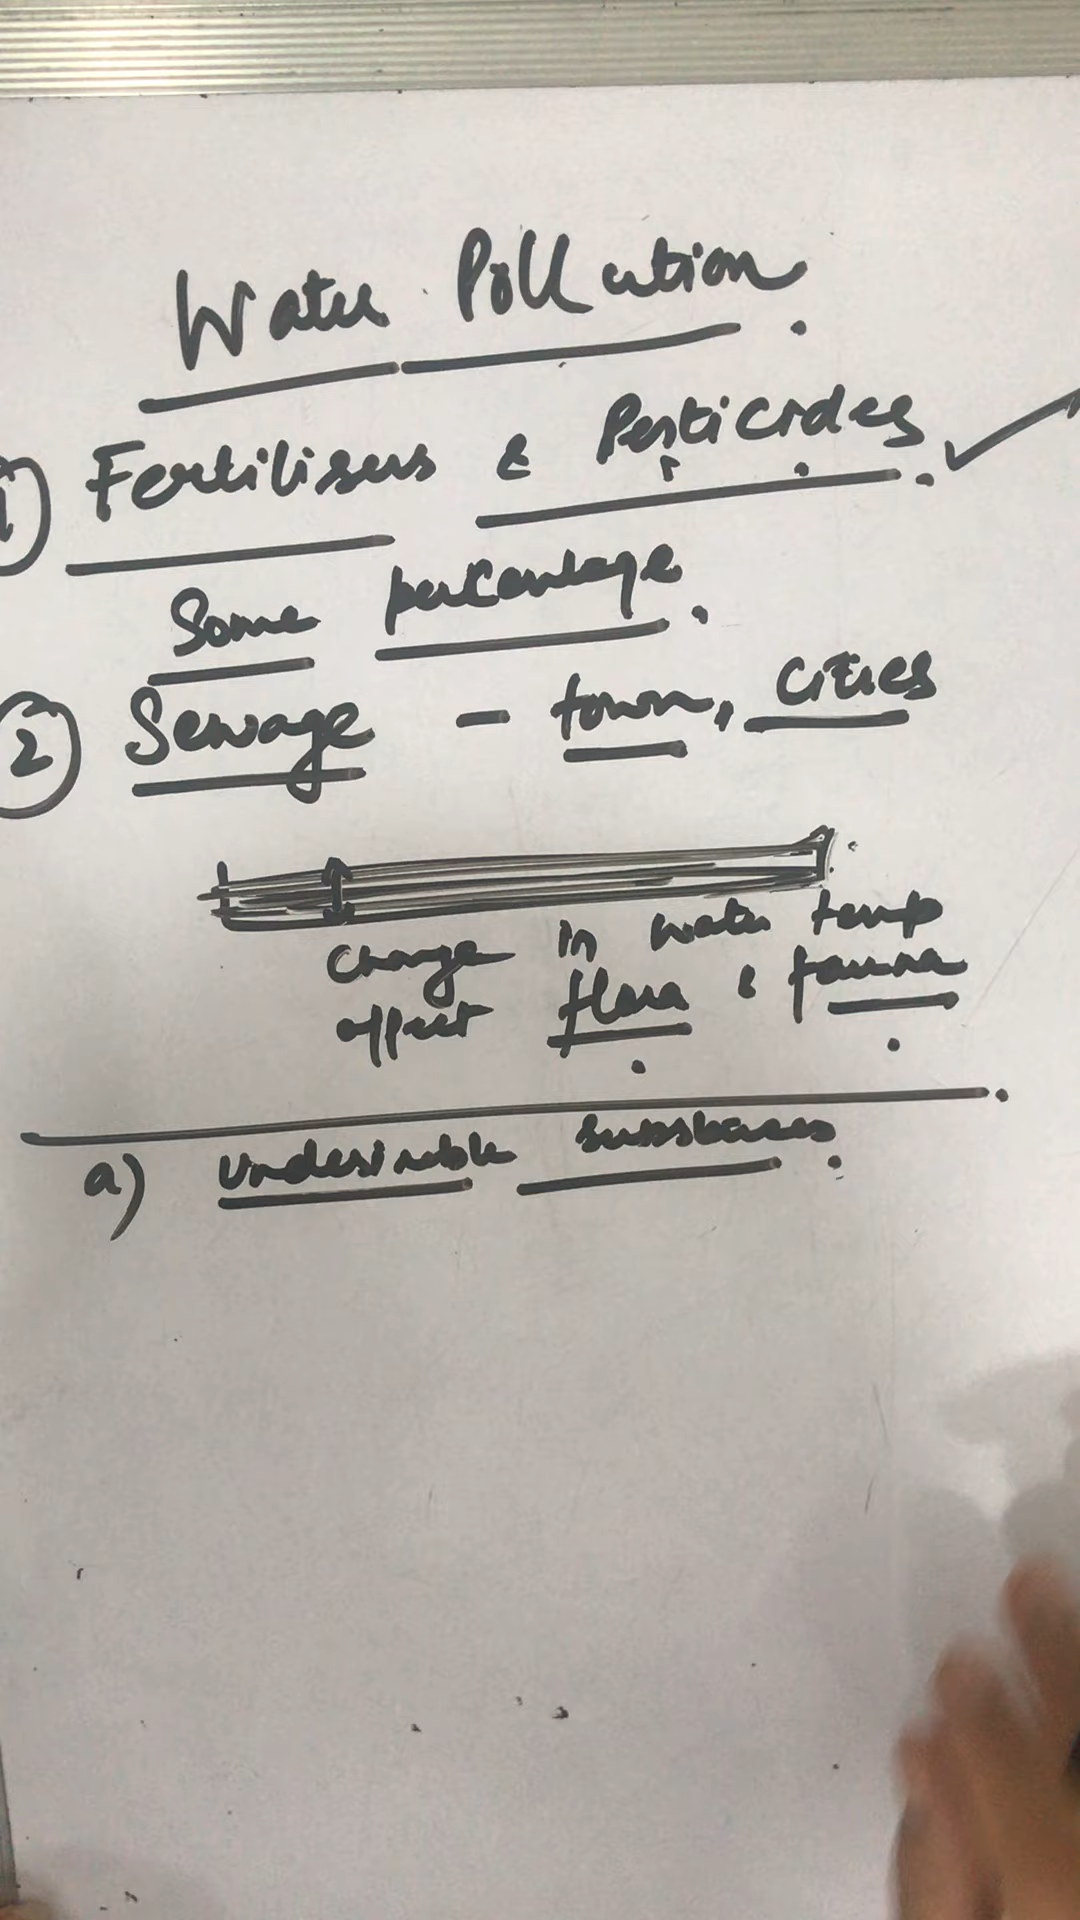 Water Pollution
① Fertilisers & Pesticides
Some percentage
② Sewage - town, cities
Change in water temp
affect flora & fauna
a) Undesirable substances